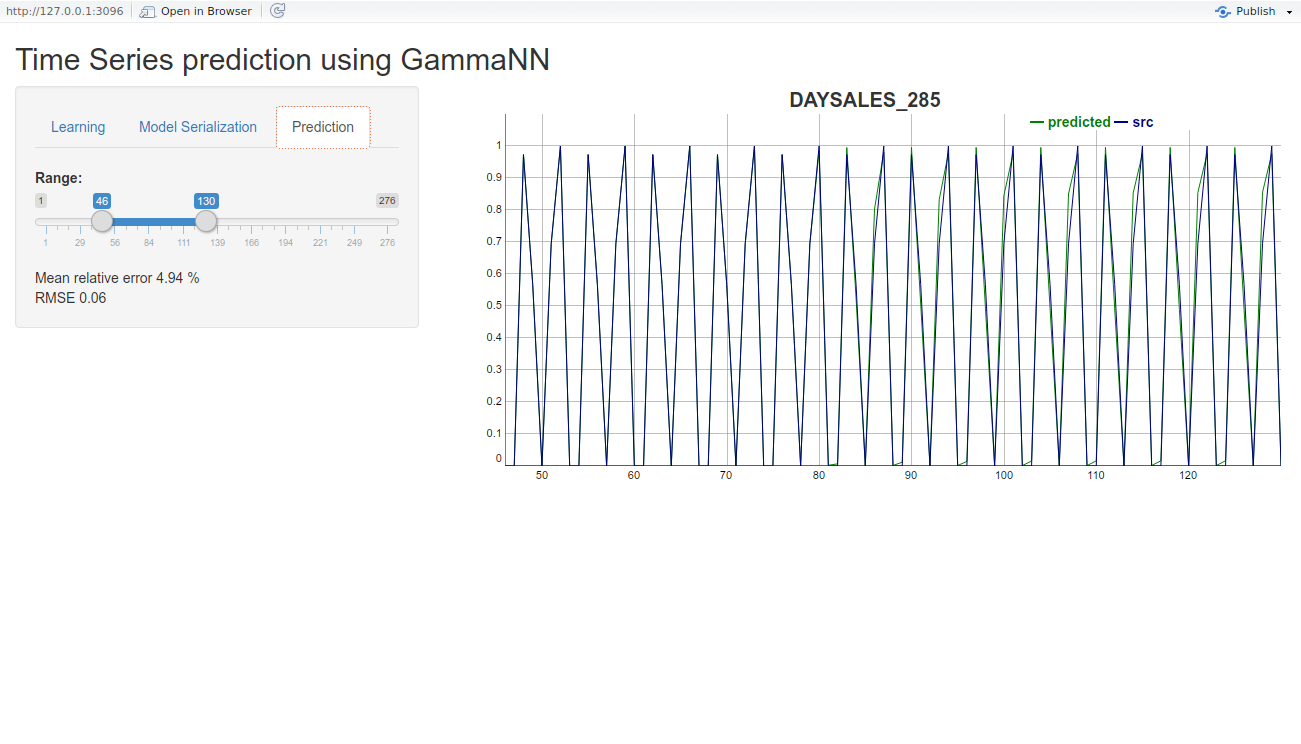 http://127.0.0.1:3096 Open in Browser Publish
Time Series prediction using GammaNN
Learning Model Serialization Prediction
Range:
1 46 130 276
1 29 56 84 111 139 166 194 221 249 276
Mean relative error 4.94 %
RMSE 0.06
DAYSALES_285
predicted src
1
0.9
0.8
0.7
0.6
0.5
0.4
0.3
0.2
0.1
0
50 60 70 80 90 100 110 120